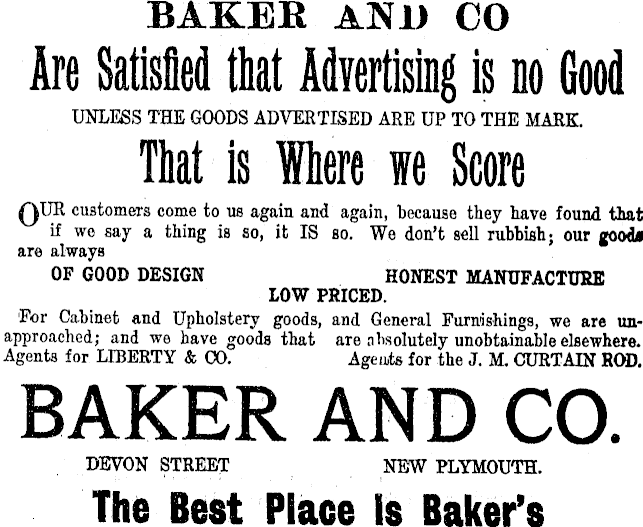 BAKER AND CO
Are Satisfied that Advertising is no Good
UNLESS THE GOODS ADVERTISED ARE UP TO THE MARK.
That is Where we Score
OUR customers come to us again and again, because they have found that
if we say a thing is so, it IS so. We don't sell rubbish; our goods
are always
OF GOOD DESIGN HONEST MANUFACTURE
LOW PRICED.
For Cabinet and Upholstery goods, and General Furnishings, we are un-
approached; and we have goods that are absolutely unobtainable elsewhere.
Agents for LIBERTY & CO. Agents for the J. M. CURTAIN ROD.
BAKER AND CO.
DEVON STREET NEW PLYMOUTH.
The Best Place Is Baker's